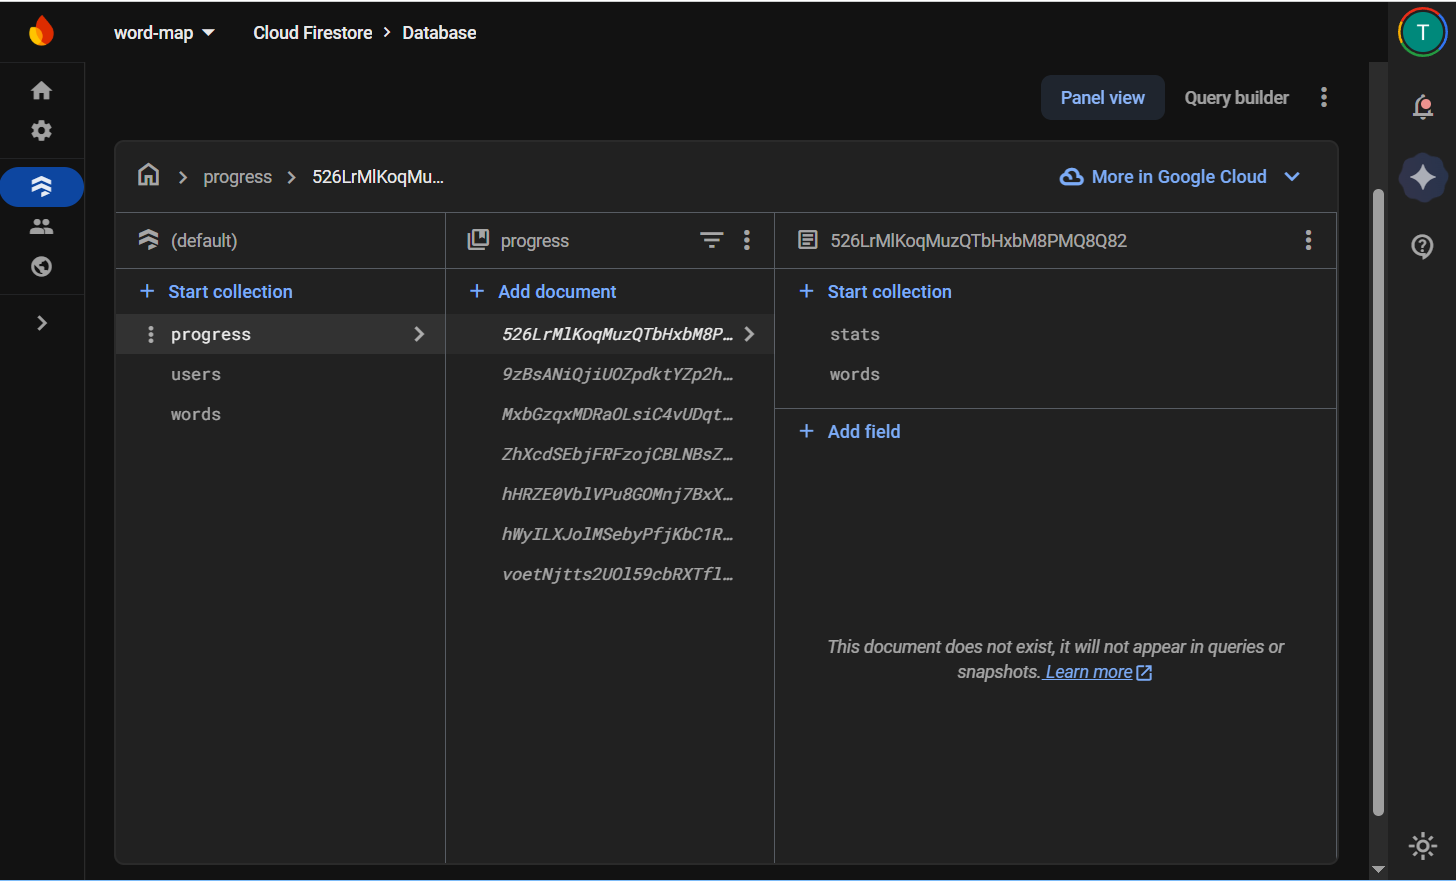 word-map
Cloud Firestore > Database
T
Panel view
Query builder
progress
526LrMlKoqMu…
More in Google Cloud
(default)
progress
526LrMlKoqMuzQTbHxbM8PMQ8Q82
+ Start collection
+ Add document
+ Start collection
progress
526LrMlKoqMuzQTbHxbM8P…
stats
users
9zBsANiQjiUOZpdktYZp2h…
words
words
MxbGzqxMDRaOLsiC4vUDqt…
+ Add field
ZhXcdSEbjFRFzojCBLNBsZ…
hHRZE0VblVPu8GOMnj7BxX…
hWyILXJolMSebyPfjKbC1R…
voetNjtts2UOl59cbRXTfl…
This document does not exist, it will not appear in queries or
snapshots. Learn more